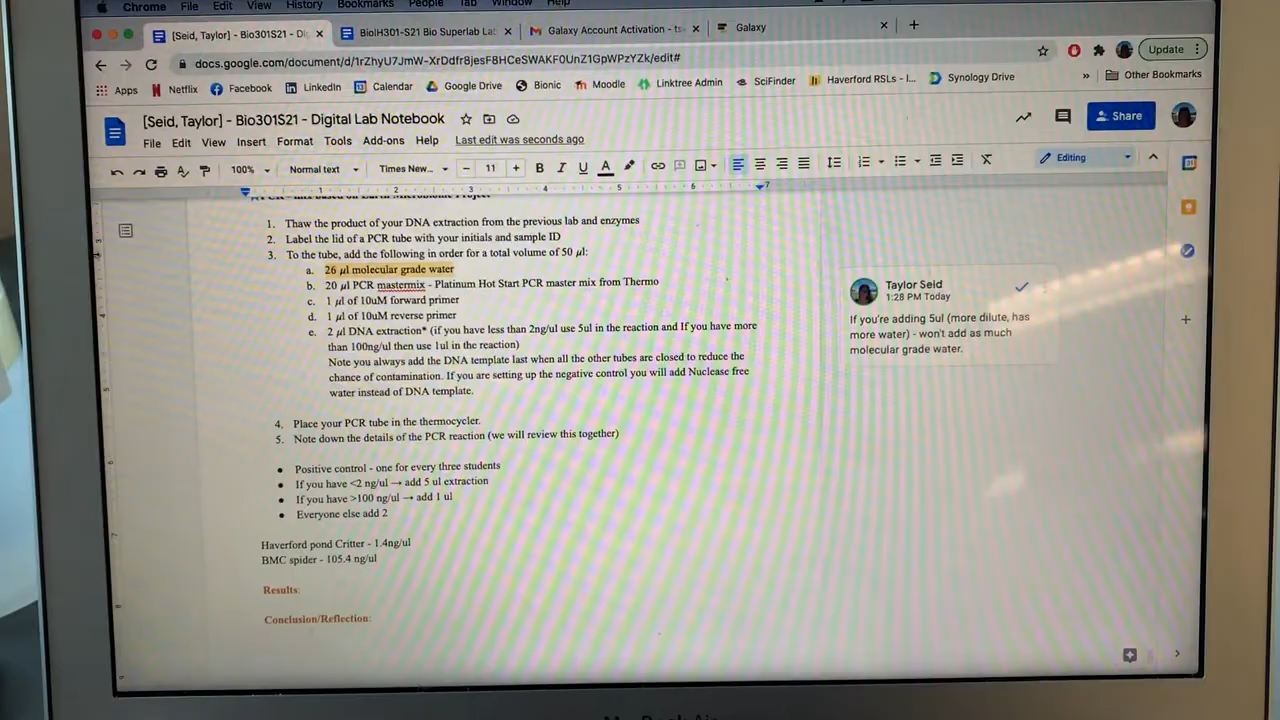 Chrome File Edit View History Bookmarks People Tab Window Help
[Seid, Taylor] - Bio301S21 - Di BiolH301-S21 Bio Superlab La Galaxy Account Activation - ts Galaxy
docs.google.com/document/d/1rZhyU7JmW-XrDdfr8jesF8HCeSWAKF0UnZ1GpWPzYZk/edit# Update
Apps Netflix Facebook LinkedIn Calendar Google Drive Bionic Moodle Linktree Admin SciFinder Haverford RSLs - I... Synology Drive » Other Bookmarks
[Seid, Taylor] - Bio301S21 - Digital Lab Notebook
Share
File Edit View Insert Format Tools Add-ons Help Last edit was seconds ago
100% Normal text Times New... - 11 + B I U A Editing
1 2 3 4 5 6 7
1. Thaw the product of your DNA extraction from the previous lab and enzymes
2. Label the lid of a PCR tube with your initials and sample ID
3. To the tube, add the following in order for a total volume of 50 µl:
a. 26 µl molecular grade water
b. 20 µl PCR mastermix - Platinum Hot Start PCR master mix from Thermo
c. 1 µl of 10uM forward primer
d. 1 µl of 10uM reverse primer
e. 2 µl DNA extraction* (if you have less than 2ng/ul use 5ul in the reaction and If you have more
than 100ng/ul then use 1ul in the reaction)
Note you always add the DNA template last when all the other tubes are closed to reduce the
chance of contamination. If you are setting up the negative control you will add Nuclease free
water instead of DNA template.
4. Place your PCR tube in the thermocycler.
5. Note down the details of the PCR reaction (we will review this together)
● Positive control - one for every three students
● If you have <2 ng/ul → add 5 ul extraction
● If you have >100 ng/ul → add 1 ul
● Everyone else add 2
Haverford pond Critter - 1.4ng/ul
BMC spider - 105.4 ng/ul
Results:
Conclusion/Reflection:
Taylor Seid
1:28 PM Today
If you're adding 5ul (more dilute, has
more water) - won't add as much
molecular grade water.